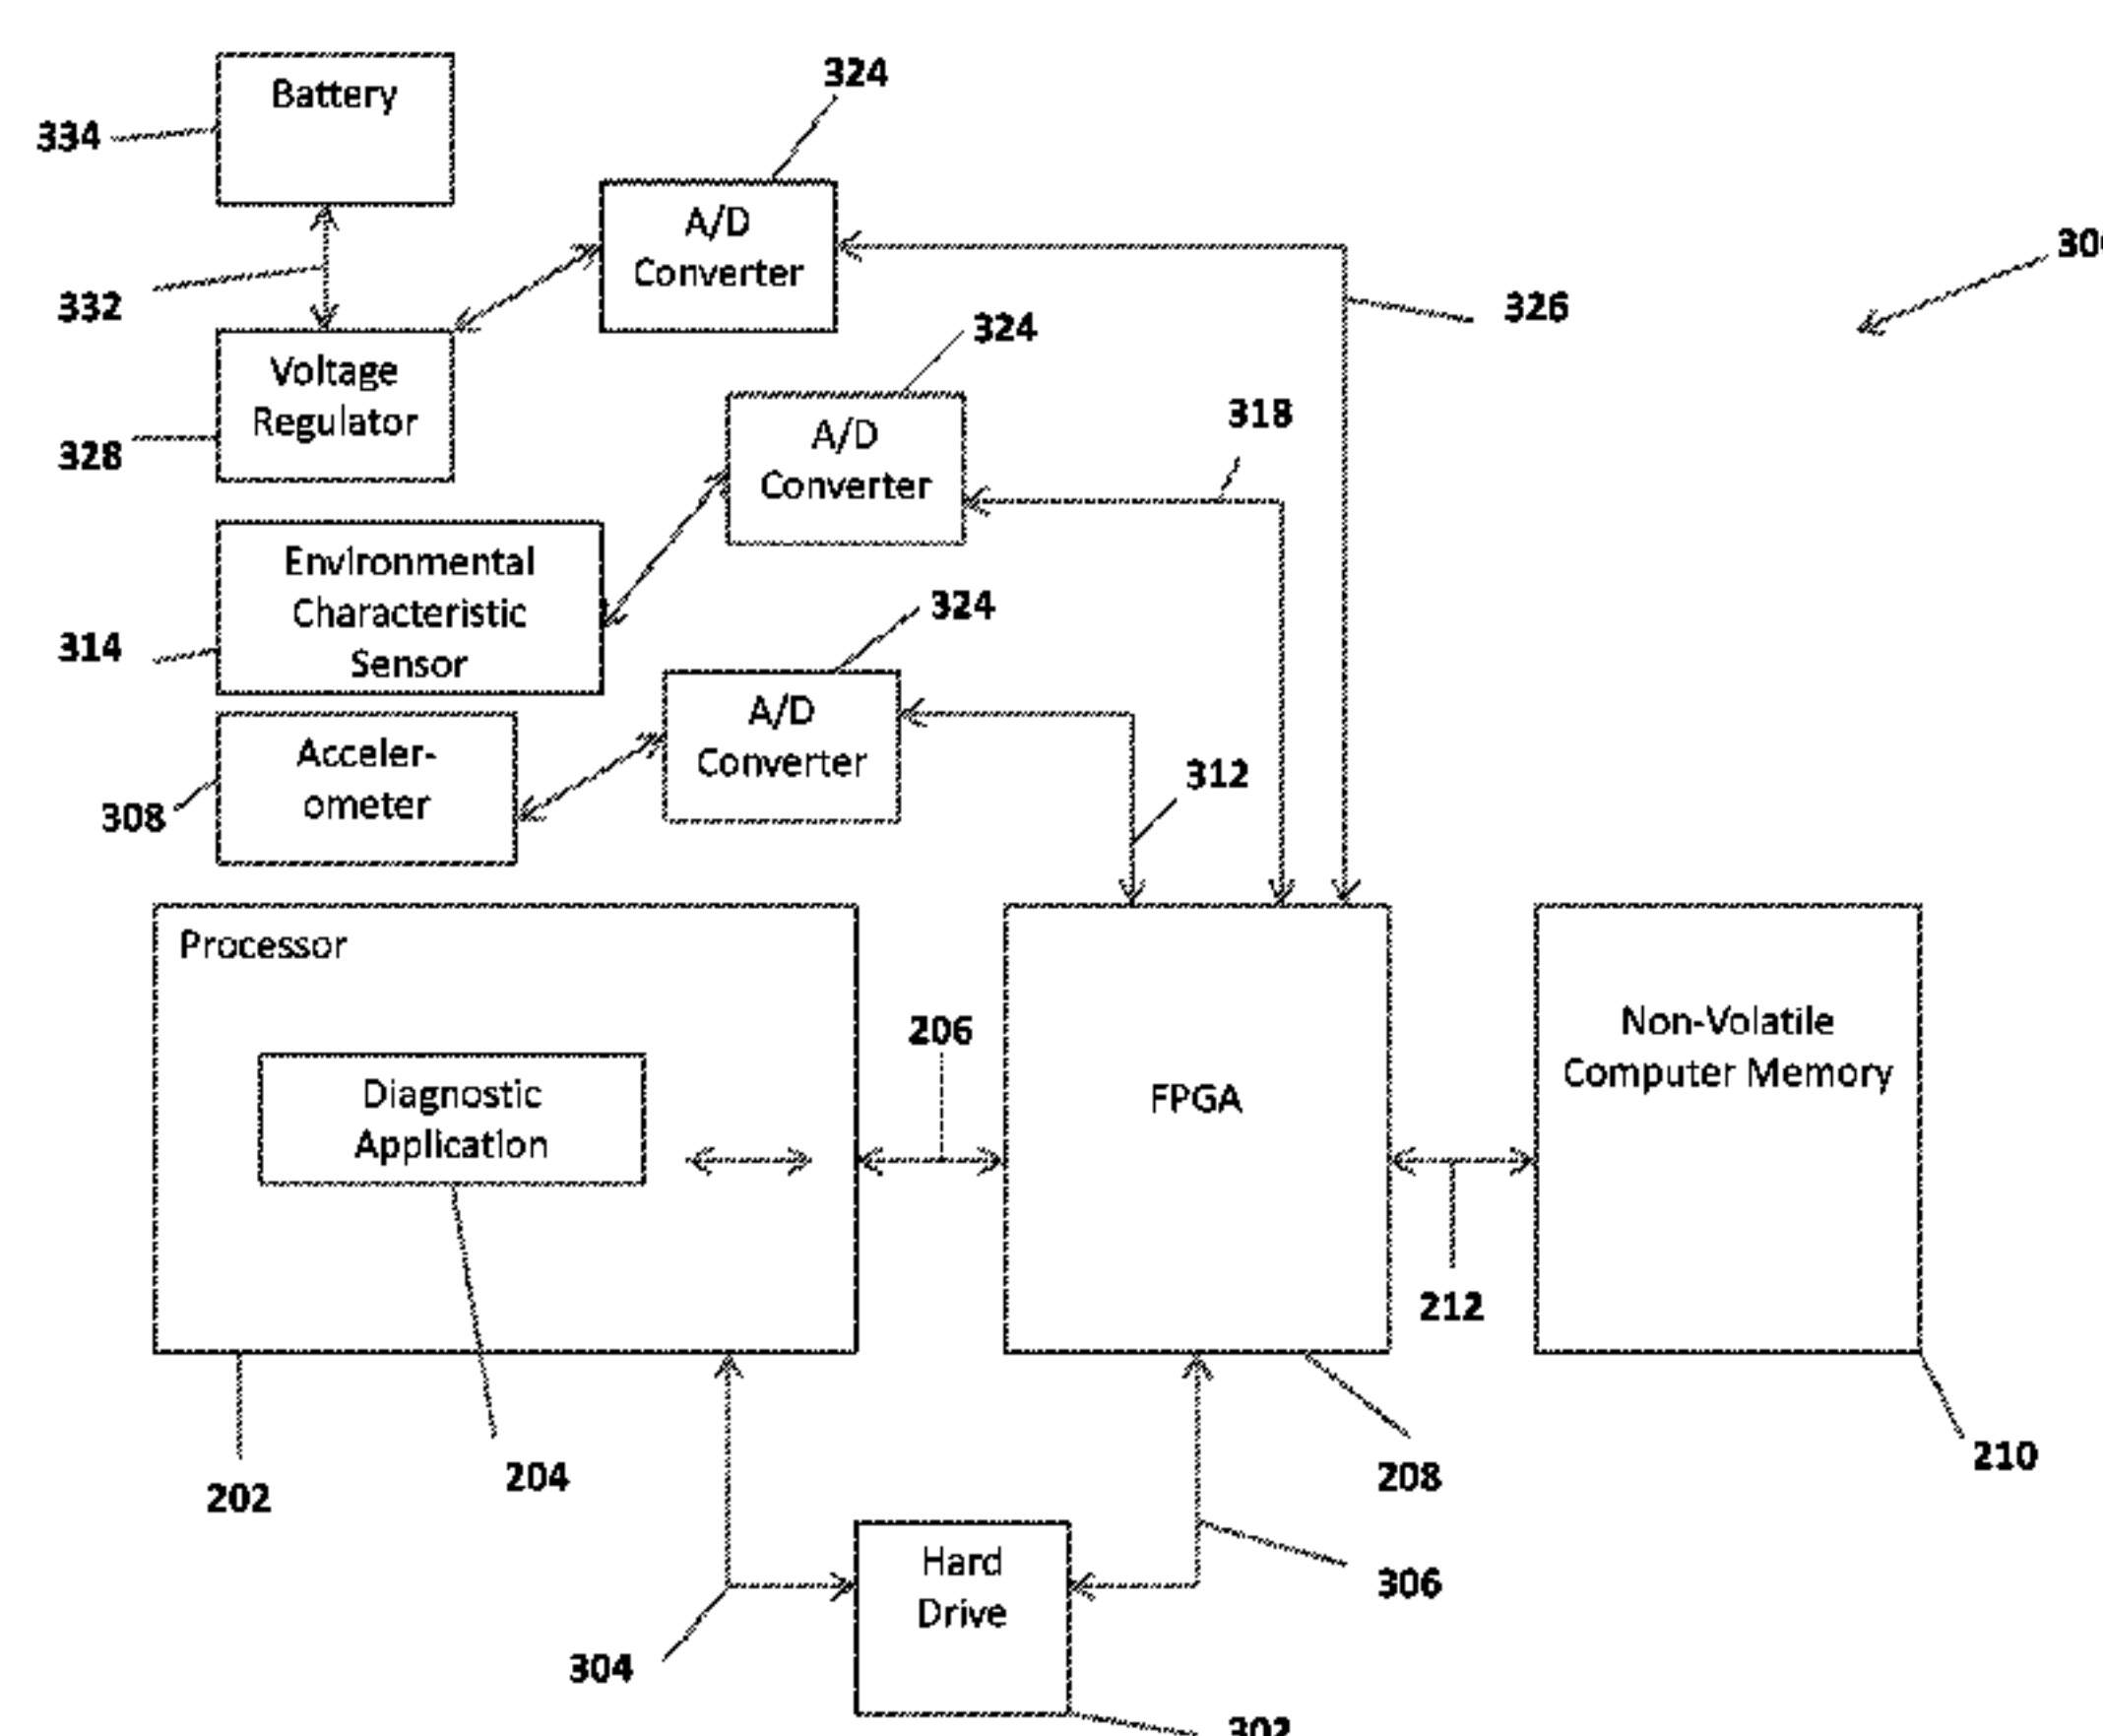 Battery
334
324
A/D
Converter
332
326
Voltage
Regulator
328
324
A/D
Converter
318
Environmental
Characteristic
Sensor
314
324
A/D
Converter
312
Acceler-
ometer
308
Processor
Diagnostic
Application
206
FPGA
Non-Volatile
Computer Memory
212
202
204
208
210
Hard
Drive
304
306
302